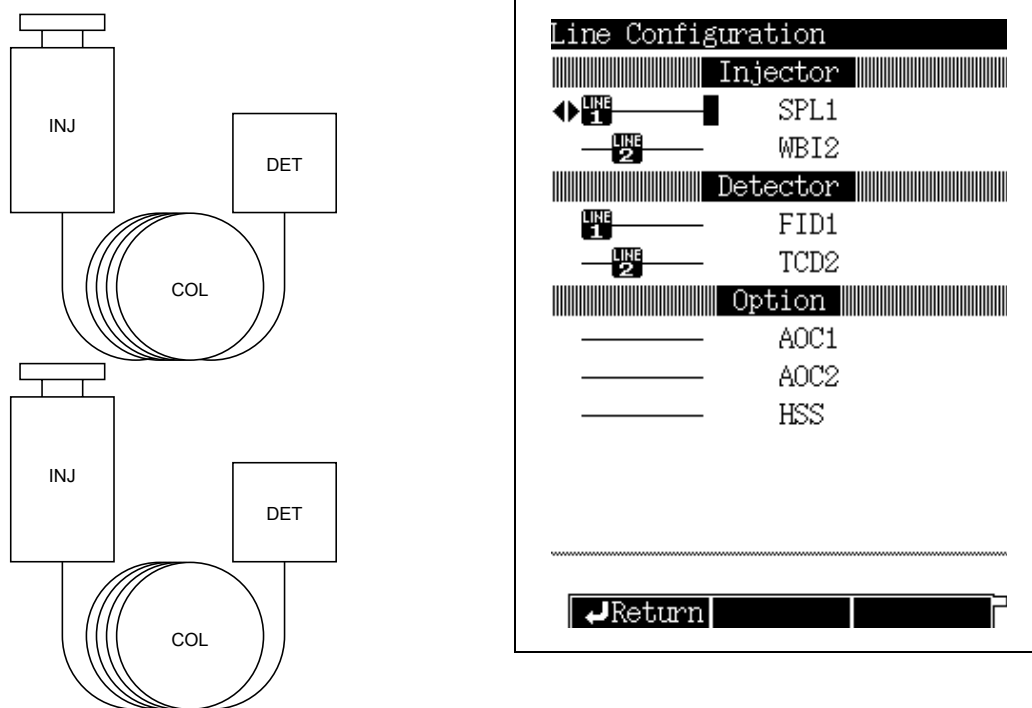 INJ
DET
COL
INJ
DET
COL
Line Configuration
Injector
LINE 1 SPL1
LINE 2 WBI2
Detector
LINE 1 FID1
LINE 2 TCD2
Option
AOC1
AOC2
HSS
Return